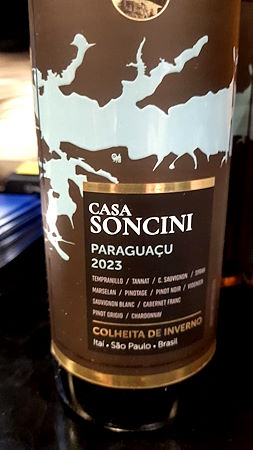 CASA
SONCINI
PARAGUAÇU
2023
TEMPRANILLO / TANNAT / C. SAUVIGNON / SYRAH
MARSELAN / PINOTAGE / PINOT NOIR / VIOGNIER
SAUVIGNON BLANC / CABERNET FRANC
PINOT GRIGIO / CHARDONNAY
COLHEITA DE INVERNO
Itaí • São Paulo • Brasil